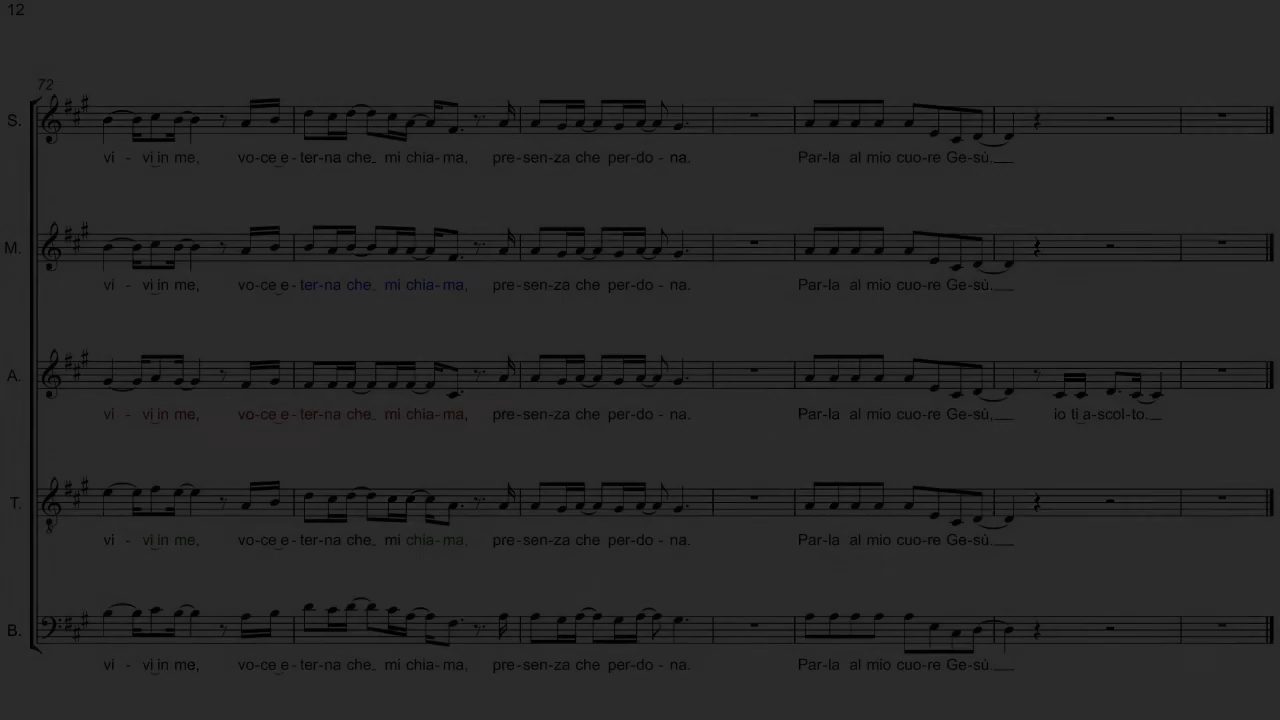 12
72
S.
vi - vi in me, vo-ce e-ter-na che mi chia-ma, pre-sen-za che per-do-na. Par-la al mio cuo-re Ge-sù.
M.
vi - vi in me, vo-ce e-ter-na che mi chia-ma, pre-sen-za che per-do-na. Par-la al mio cuo-re Ge-sù.
A.
vi - vi in me, vo-ce e-ter-na che mi chia-ma, pre-sen-za che per-do-na. Par-la al mio cuo-re Ge-sù, io ti a-scol-to.
T.
vi - vi in me, vo-ce e-ter-na che mi chia-ma, pre-sen-za che per-do-na. Par-la al mio cuo-re Ge-sù.
B.
vi - vi in me, vo-ce e-ter-na che mi chia-ma, pre-sen-za che per-do-na. Par-la al mio cuo-re Ge-sù.